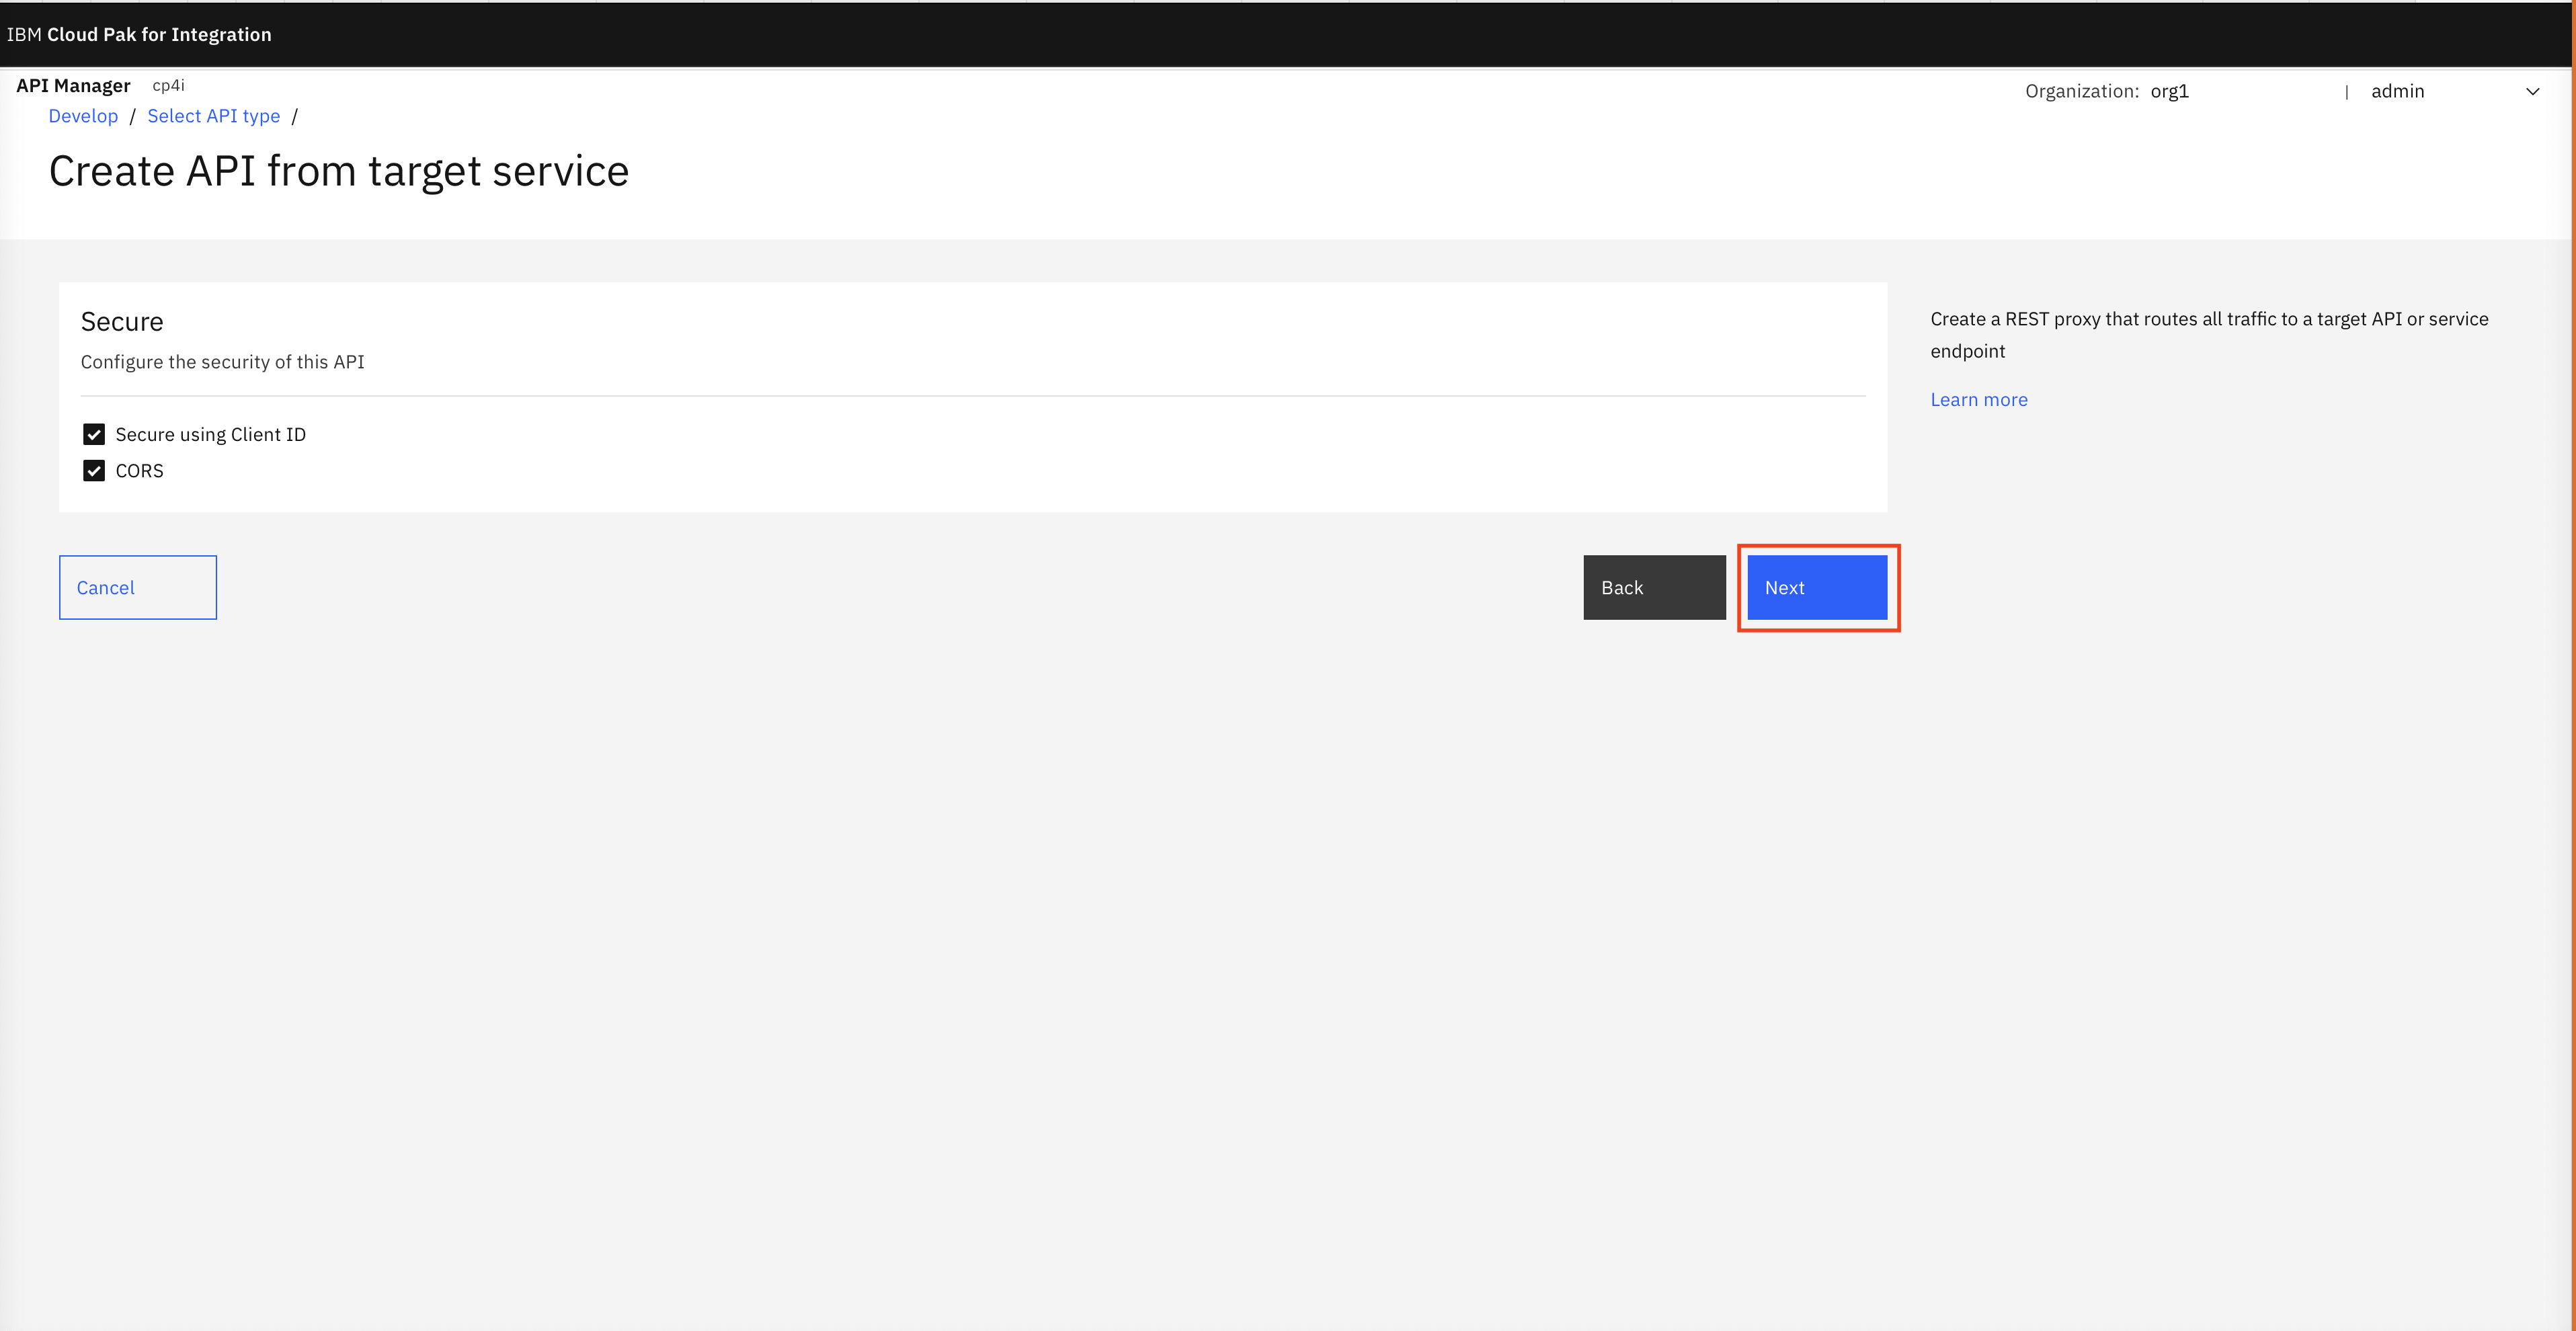 IBM Cloud Pak for Integration
API Manager cp4i
Organization: org1 | admin
Develop / Select API type /
Create API from target service
Secure
Configure the security of this API
Secure using Client ID
CORS
Create a REST proxy that routes all traffic to a target API or service
endpoint
Learn more
Cancel
Back
Next